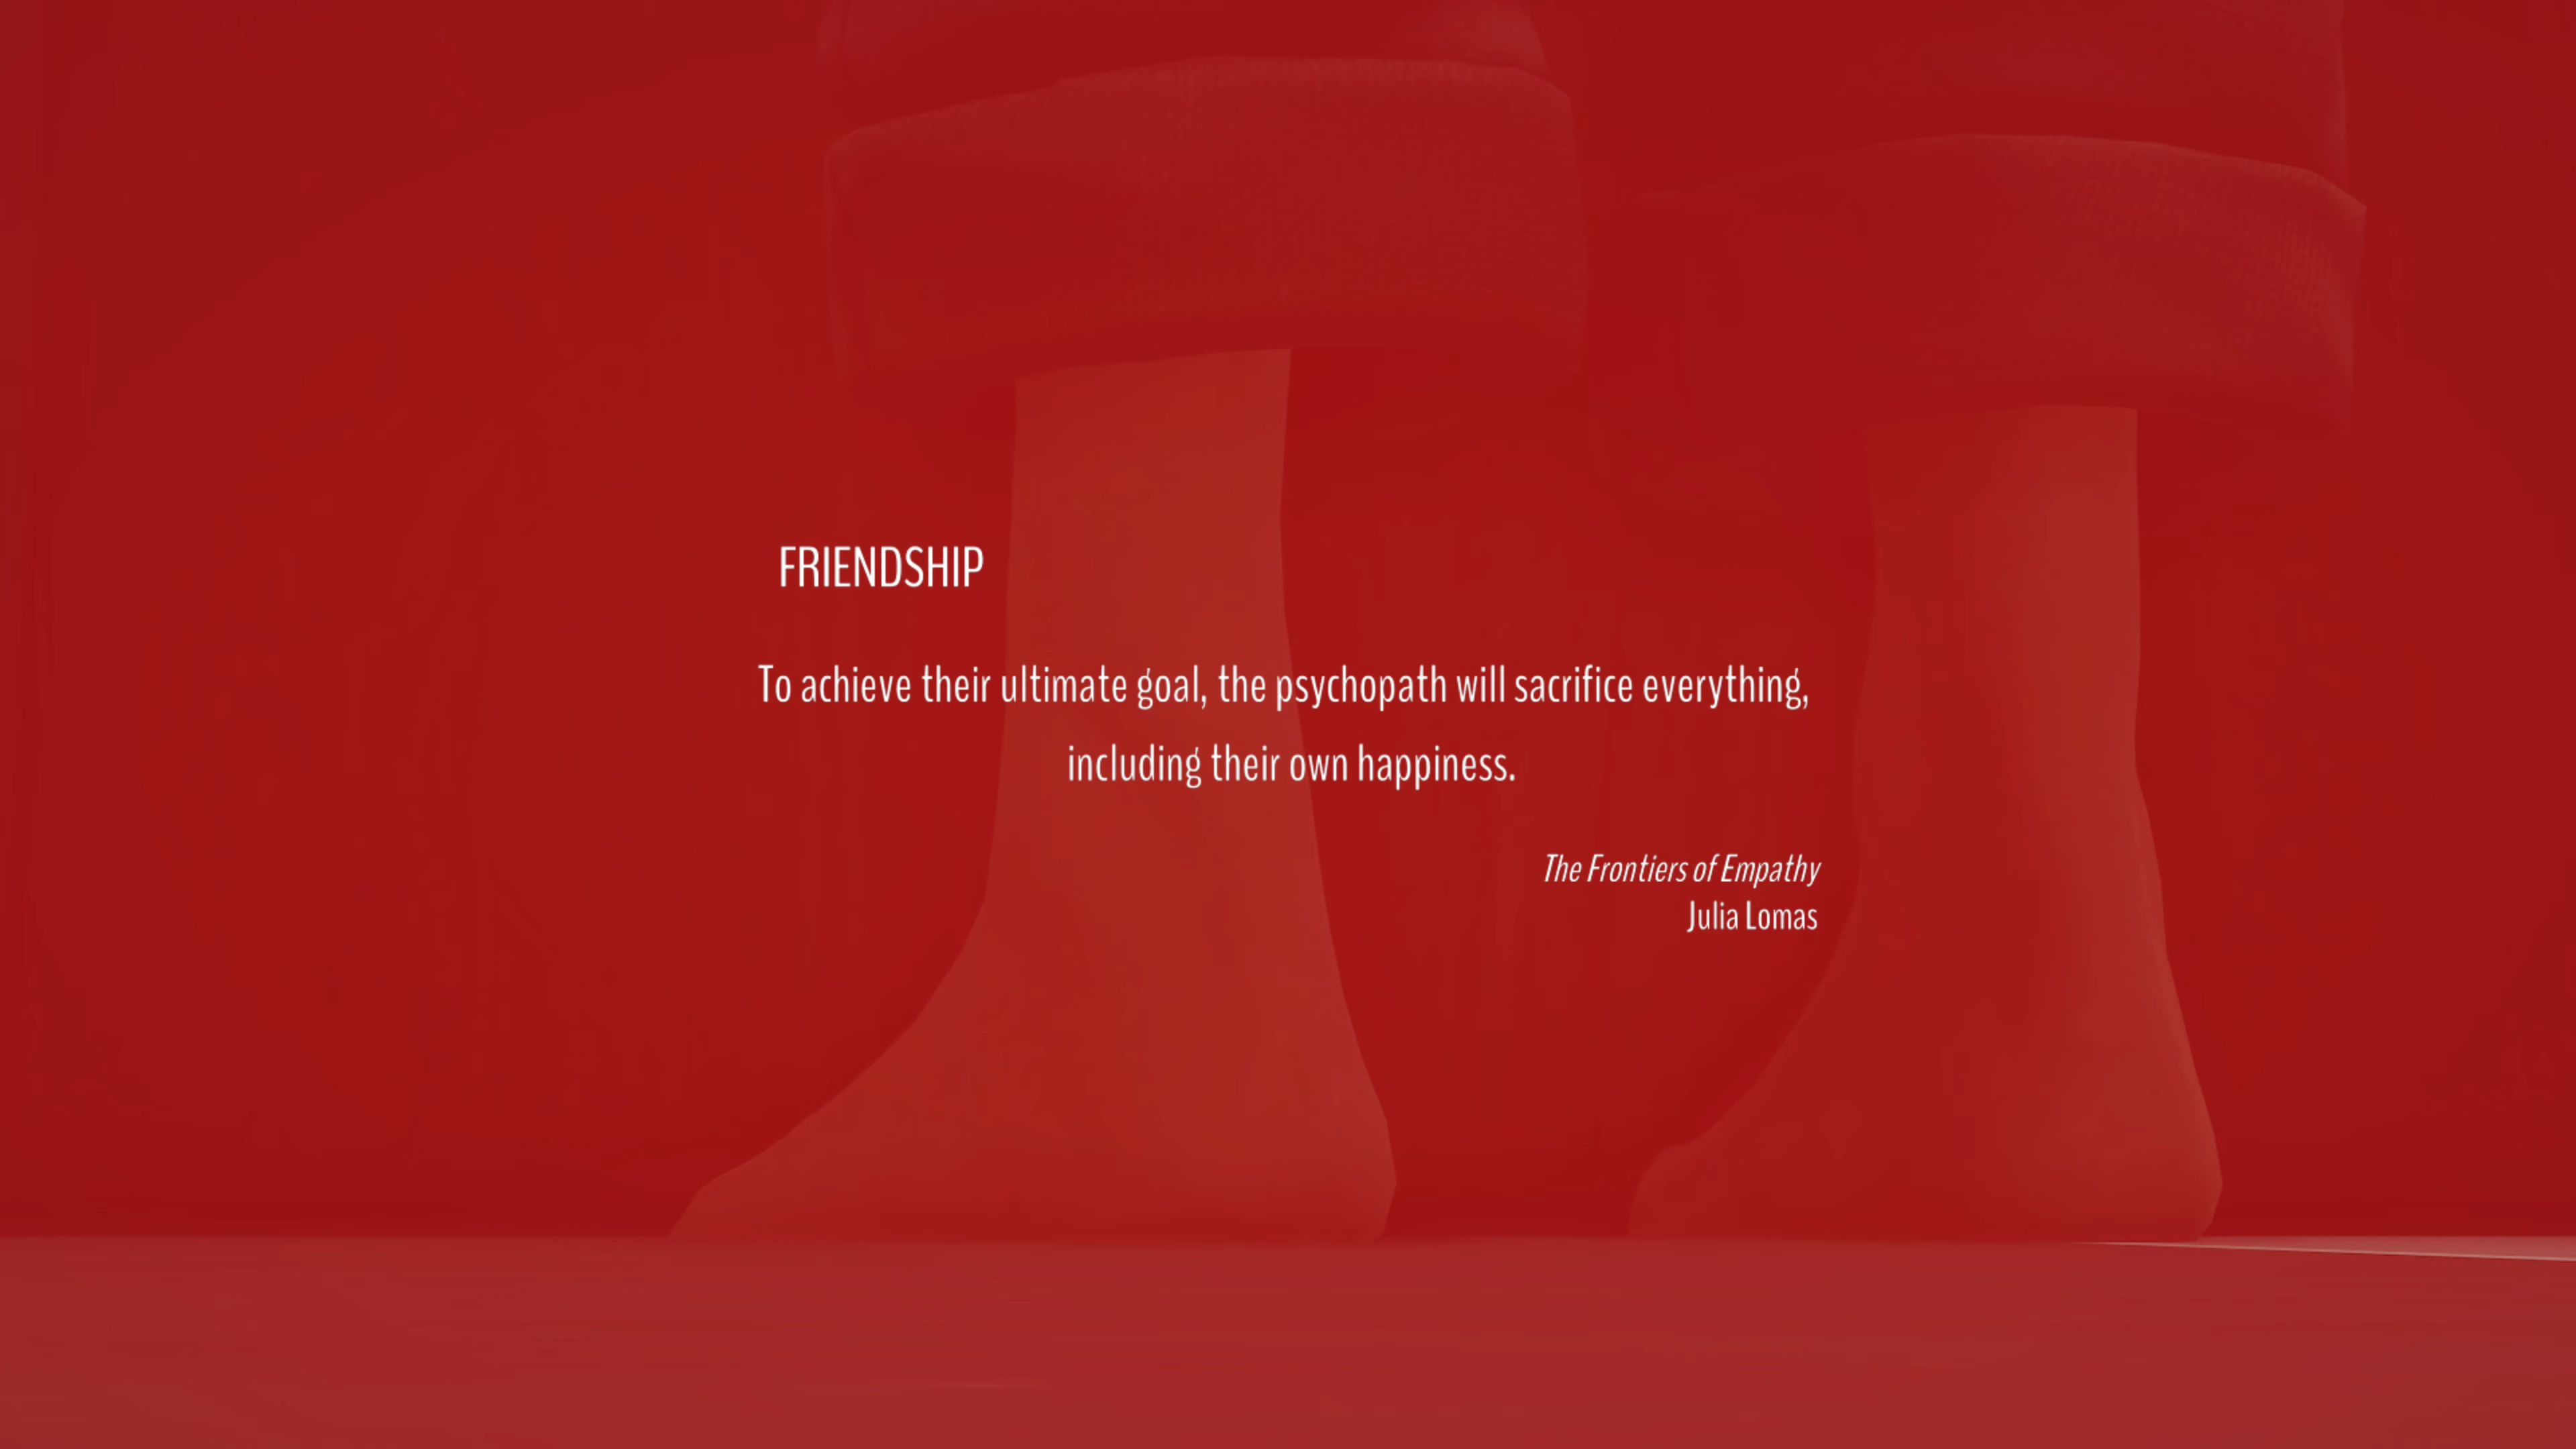 FRIENDSHIP
To achieve their ultimate goal, the psychopath will sacrifice everything,
including their own happiness.
The Frontiers of Empathy
Julia Lomas